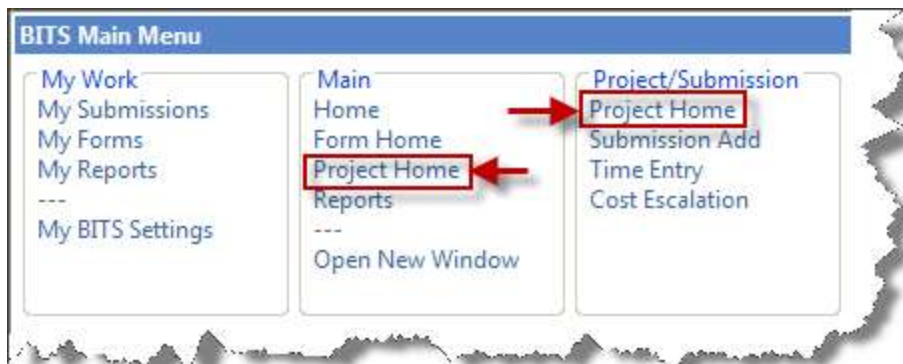 BITS Main Menu
My Work
My Submissions
My Forms
My Reports
---
My BITS Settings
Main
Home
Form Home
Project Home
Reports
---
Open New Window
Project/Submission
Project Home
Submission Add
Time Entry
Cost Escalation